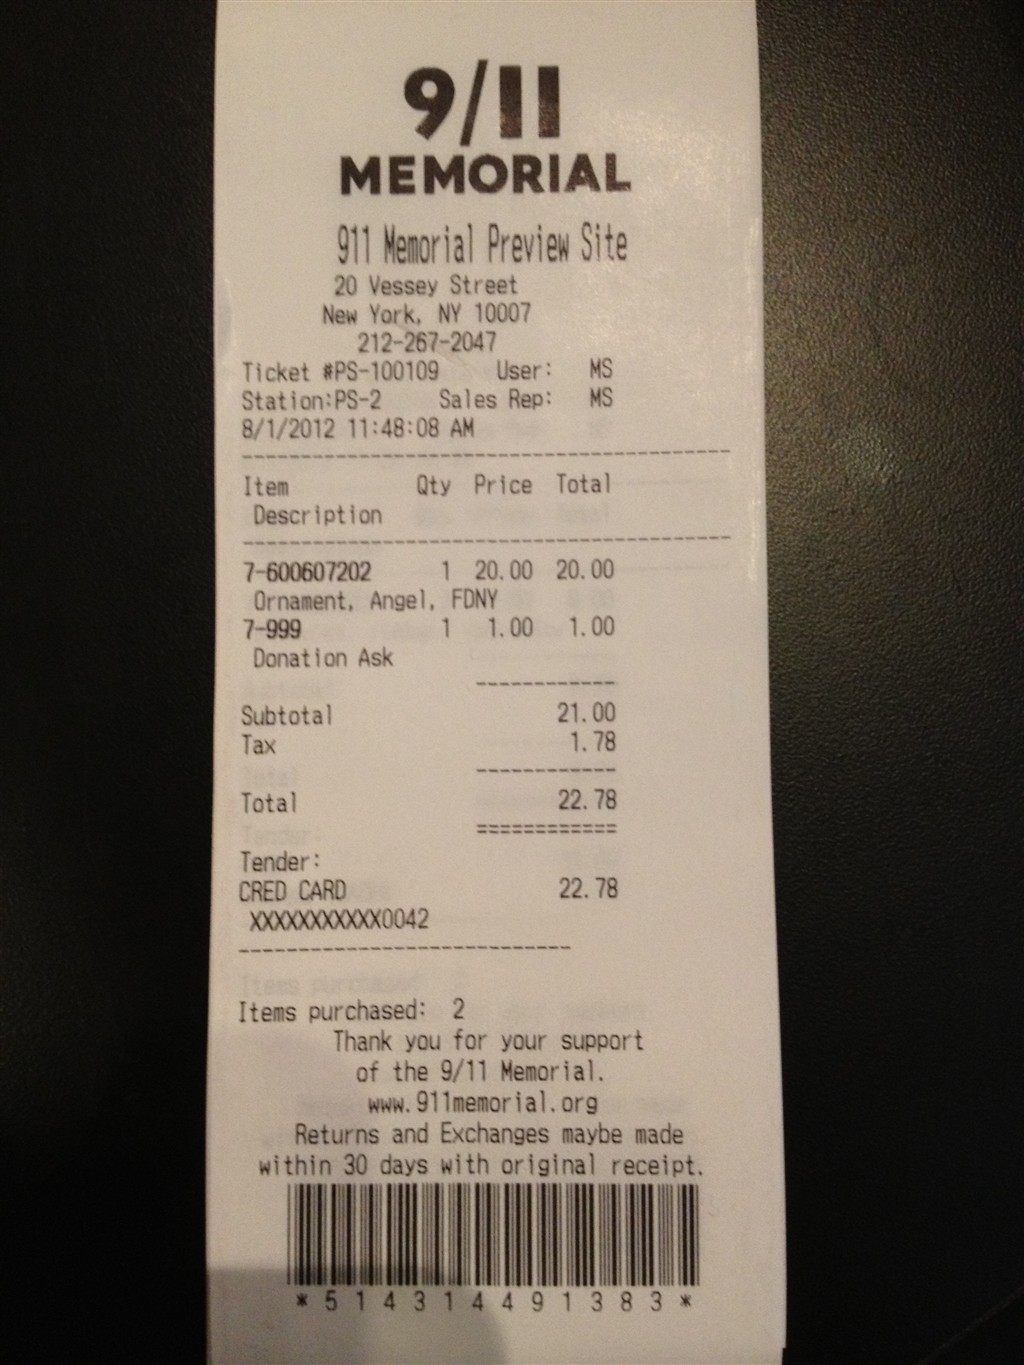 9/11
MEMORIAL
911 Memorial Preview Site
20 Vessey Street
New York, NY 10007
212-267-2047
Ticket #PS-100109 User: MS
Station:PS-2 Sales Rep: MS
8/1/2012 11:48:08 AM
----------------------------------------
Item Qty Price Total
Description
----------------------------------------
7-600607202 1 20.00 20.00
Ornament, Angel, FDNY
7-999 1 1.00 1.00
Donation Ask
------------
Subtotal 21.00
Tax 1.78
------------
Total 22.78
============
Tender:
CRED CARD 22.78
XXXXXXXXXXX0042
----------------------------
Items purchased: 2
Thank you for your support
of the 9/11 Memorial.
www.911memorial.org
Returns and Exchanges maybe made
within 30 days with original receipt.
*514314491383*